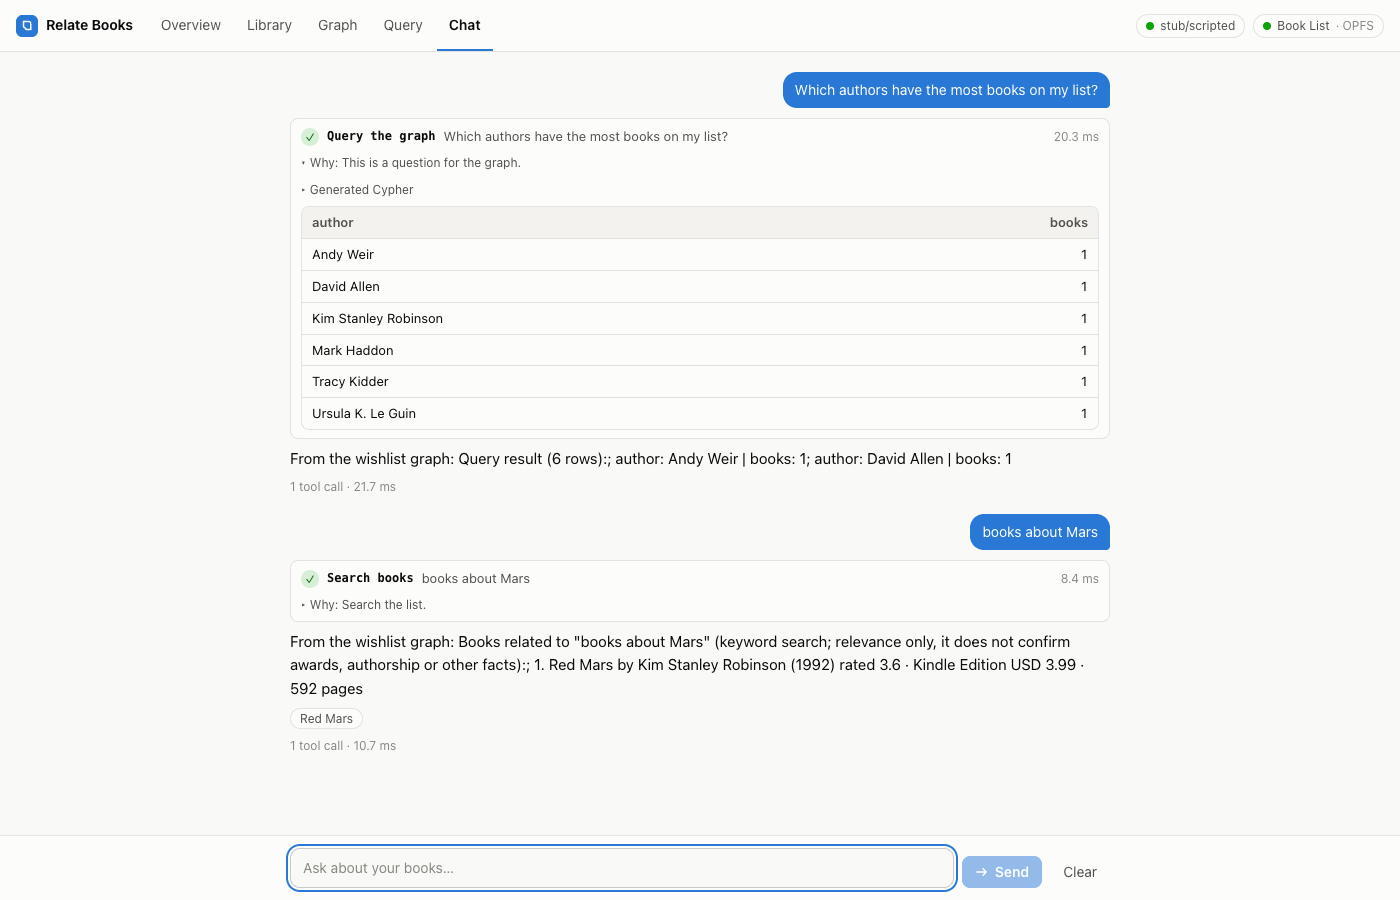 Relate Books Overview Library Graph Query Chat stub/scripted Book List · OPFS
Which authors have the most books on my list?
Query the graph Which authors have the most books on my list? 20.3 ms
Why: This is a question for the graph.
Generated Cypher
author books
Andy Weir 1
David Allen 1
Kim Stanley Robinson 1
Mark Haddon 1
Tracy Kidder 1
Ursula K. Le Guin 1
From the wishlist graph: Query result (6 rows):; author: Andy Weir | books: 1; author: David Allen | books: 1
1 tool call · 21.7 ms
books about Mars
Search books books about Mars 8.4 ms
Why: Search the list.
From the wishlist graph: Books related to "books about Mars" (keyword search; relevance only, it does not confirm
awards, authorship or other facts):; 1. Red Mars by Kim Stanley Robinson (1992) rated 3.6 · Kindle Edition USD 3.99 ·
592 pages
Red Mars
1 tool call · 10.7 ms
Ask about your books...
→ Send Clear